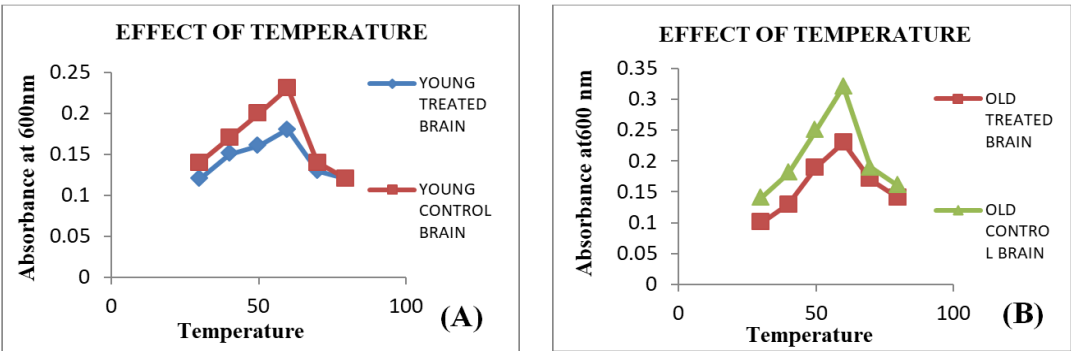 EFFECT OF TEMPERATURE
Absorbance at 600nm
0.25
0.2
0.15
0.1
0.05
0
0
50
100
Temperature
YOUNG
TREATED
BRAIN
YOUNG
CONTROL
BRAIN
(A)
EFFECT OF TEMPERATURE
Absorbance at600 nm
0.35
0.3
0.25
0.2
0.15
0.1
0.05
0
0
50
100
Temperature
OLD
TREATED
BRAIN
OLD
CONTRO
L BRAIN
(B)